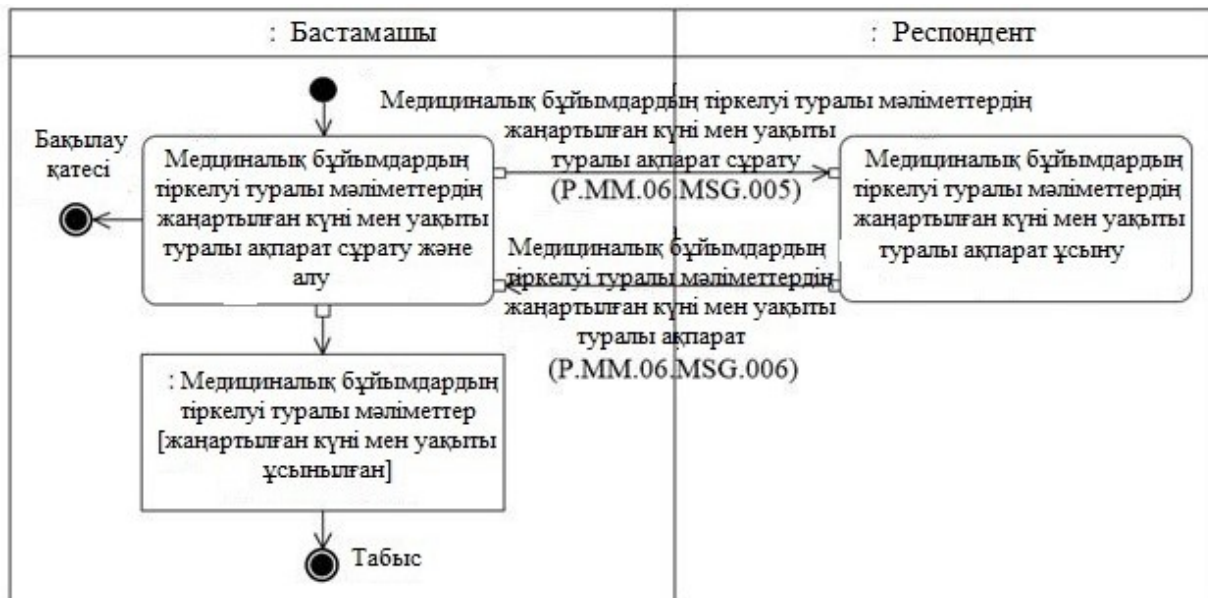 : Бастамашы
: Респондент
Медициналық бұйымдардың тіркелуі туралы мәліметтердің
жаңартылған күні мен уақыты
туралы ақпарат сұрату
(P.MM.06.MSG.005)
Бақылау
қатесі
Медциналық бұйымдардың
тіркелуі туралы мәліметтердің
жаңартылған күні мен уақыты
туралы ақпарат сұрату және
алу
Медициналық бұйымдардың
тіркелуі туралы мәліметтердің
жаңартылған күні мен уақыты
туралы ақпарат ұсыну
Медициналық бұйымдардың
тіркелуі туралы мәліметтердің
жаңартылған күні мен уақыты
туралы ақпарат
(P.MM.06.MSG.006)
: Медициналық бұйымдардың
тіркелуі туралы мәліметтер
[жаңартылған күні мен уақыты
ұсынылған]
Табыс